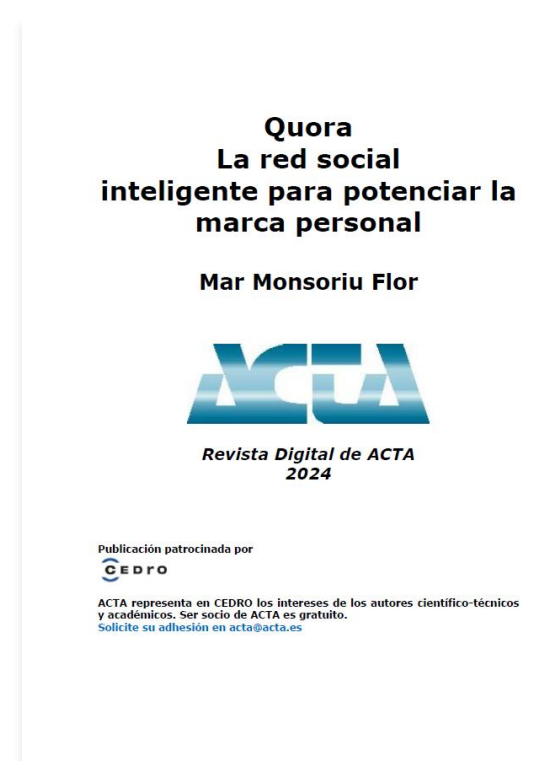 Quora
La red social
inteligente para potenciar la
marca personal
Mar Monsoriu Flor
ACTA
Revista Digital de ACTA
2024
Publicación patrocinada por
CEDrO
ACTA representa en CEDRO los intereses de los autores científico-técnicos
y académicos. Ser socio de ACTA es gratuito.
Solicite su adhesión en acta@acta.es